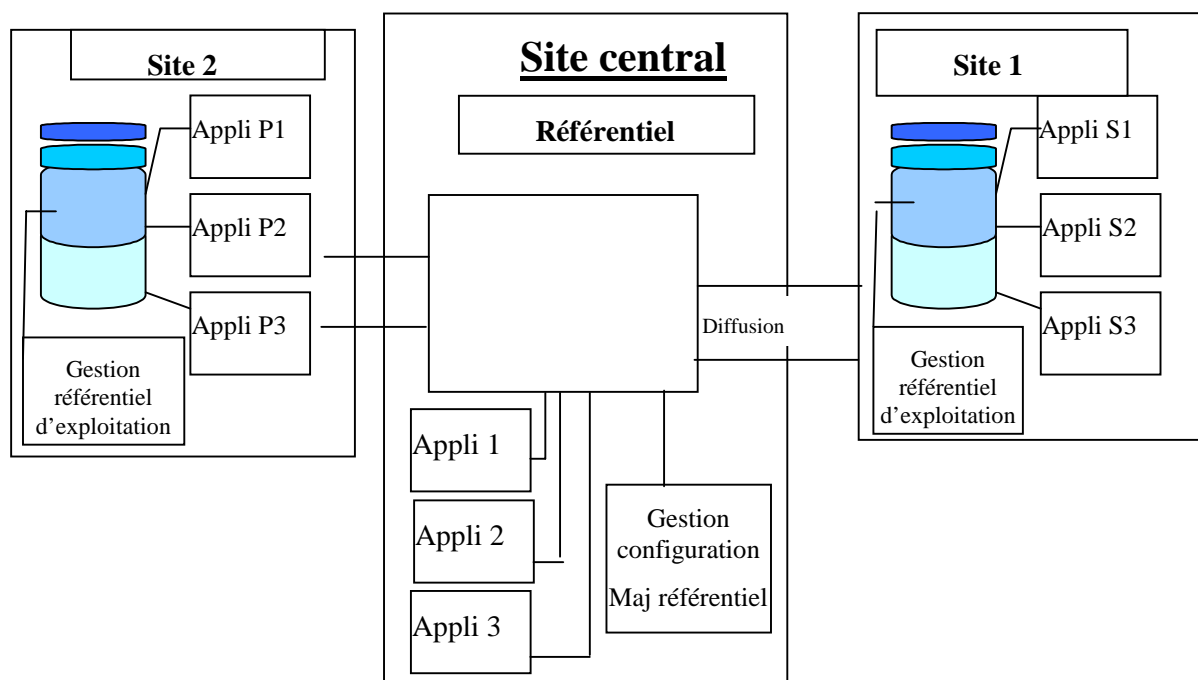 Site 2
Appli P1
Appli P2
Appli P3
Gestion
référentiel
d’exploitation
Site central
Référentiel
Diffusion
Appli 1
Appli 2
Appli 3
Gestion
configuration
Maj référentiel
Site 1
Appli S1
Appli S2
Appli S3
Gestion
référentiel
d’exploitation